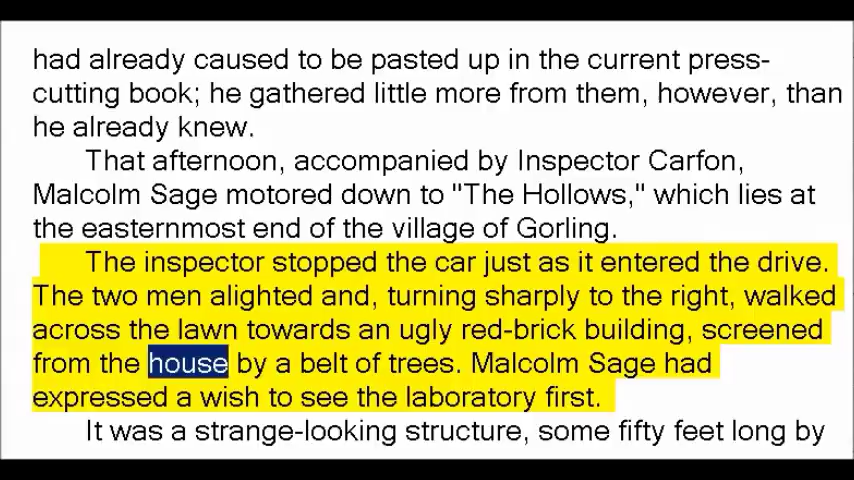 had already caused to be pasted up in the current press-
cutting book; he gathered little more from them, however, than
he already knew.
That afternoon, accompanied by Inspector Carfon,
Malcolm Sage motored down to "The Hollows," which lies at
the easternmost end of the village of Gorling.
The inspector stopped the car just as it entered the drive.
The two men alighted and, turning sharply to the right, walked
across the lawn towards an ugly red-brick building, screened
from the house by a belt of trees. Malcolm Sage had
expressed a wish to see the laboratory first.
It was a strange-looking structure, some fifty feet long by